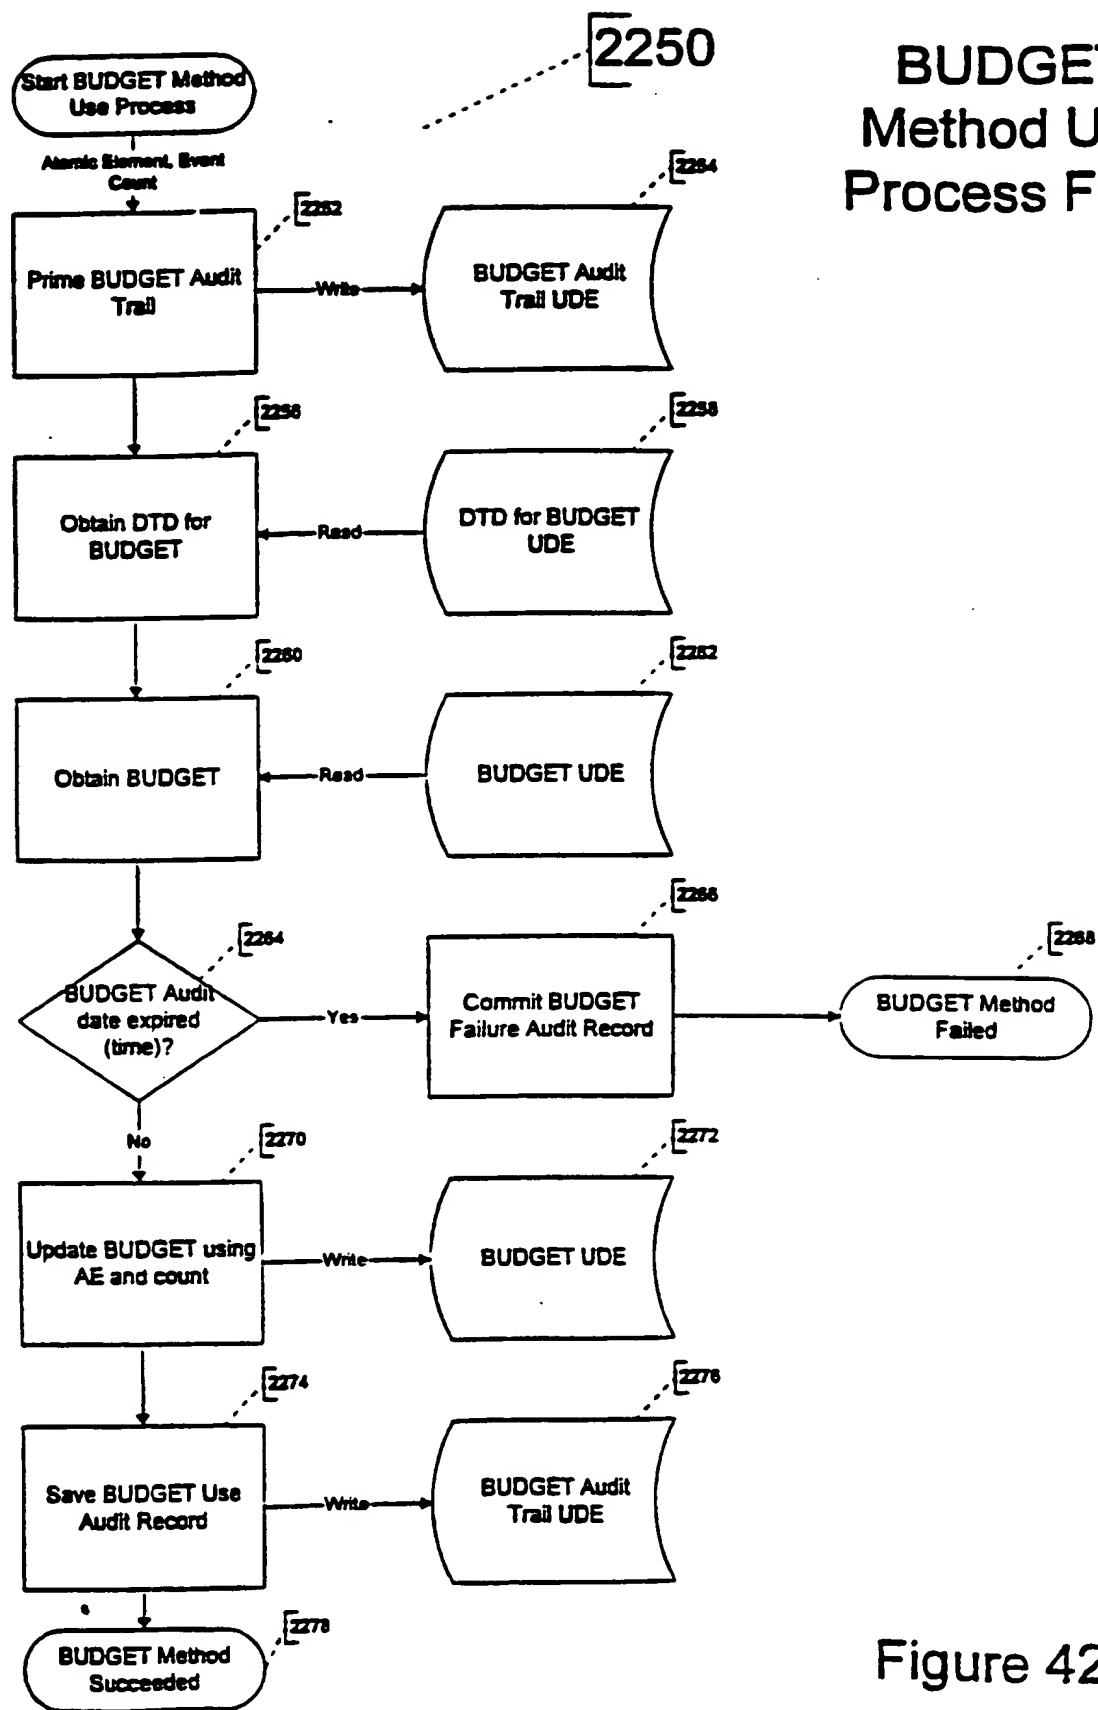 2250
BUDGET
Method U
Process F
Start BUDGET Method
Use Process
Atomic Element, Event
Count
2252
2254
Prime BUDGET Audit
Trail
Write
BUDGET Audit
Trail UDE
2256
2258
Obtain DTD for
BUDGET
Read
DTD for BUDGET
UDE
2260
2262
Obtain BUDGET
Read
BUDGET UDE
2264
2266
2268
BUDGET Audit
date expired
(time)?
Yes
Commit BUDGET
Failure Audit Record
BUDGET Method
Failed
No
2270
2272
Update BUDGET using
AE and count
Write
BUDGET UDE
2274
2276
Save BUDGET Use
Audit Record
Write
BUDGET Audit
Trail UDE
2278
BUDGET Method
Succeeded
Figure 42